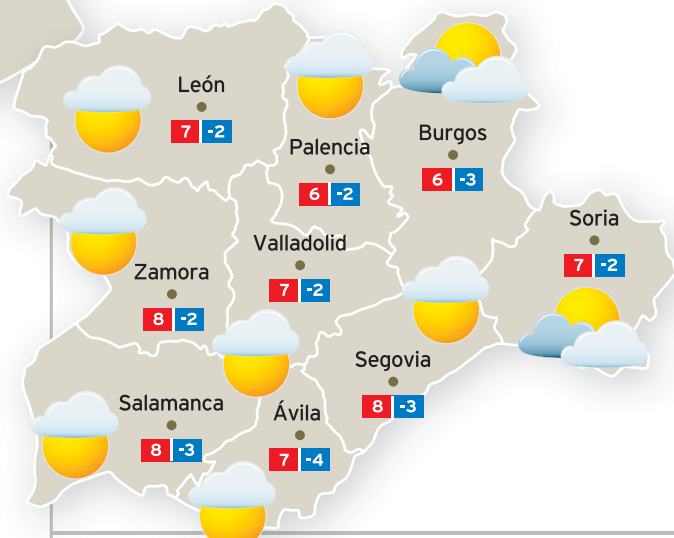 León
7 -2
Palencia
6 -2
Burgos
6 -3
Soria
7 -2
Zamora
8 -2
Valladolid
7 -2
Segovia
8 -3
Salamanca
8 -3
Ávila
7 -4